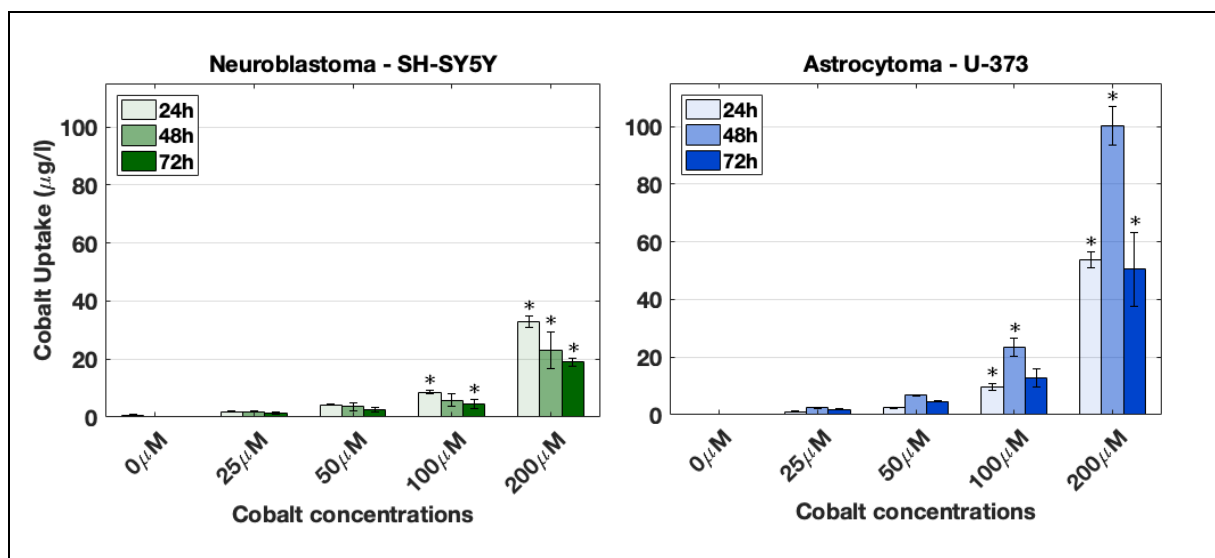 Neuroblastoma - SH-SY5Y
Cobalt Uptake (μg/l)
100
80
60
40
20
0
24h
48h
72h
* * *
* *
0μM
25μM
50μM
100μM
200μM
Cobalt concentrations
Astrocytoma - U-373
100
80
60
40
20
0
24h
48h
72h
*
* *
*
*
0μM
25μM
50μM
100μM
200μM
Cobalt concentrations